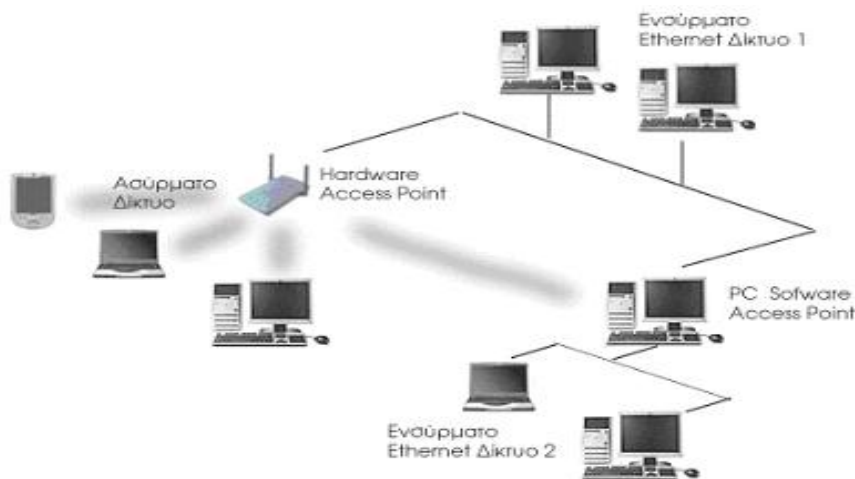 Ενσύρματο
Ethernet Δίκτυο 1
Ασύρματο
Δίκτυο
Hardware
Access Point
PC Sofware
Access Point
Ενσύρματο
Ethernet Δίκτυο 2